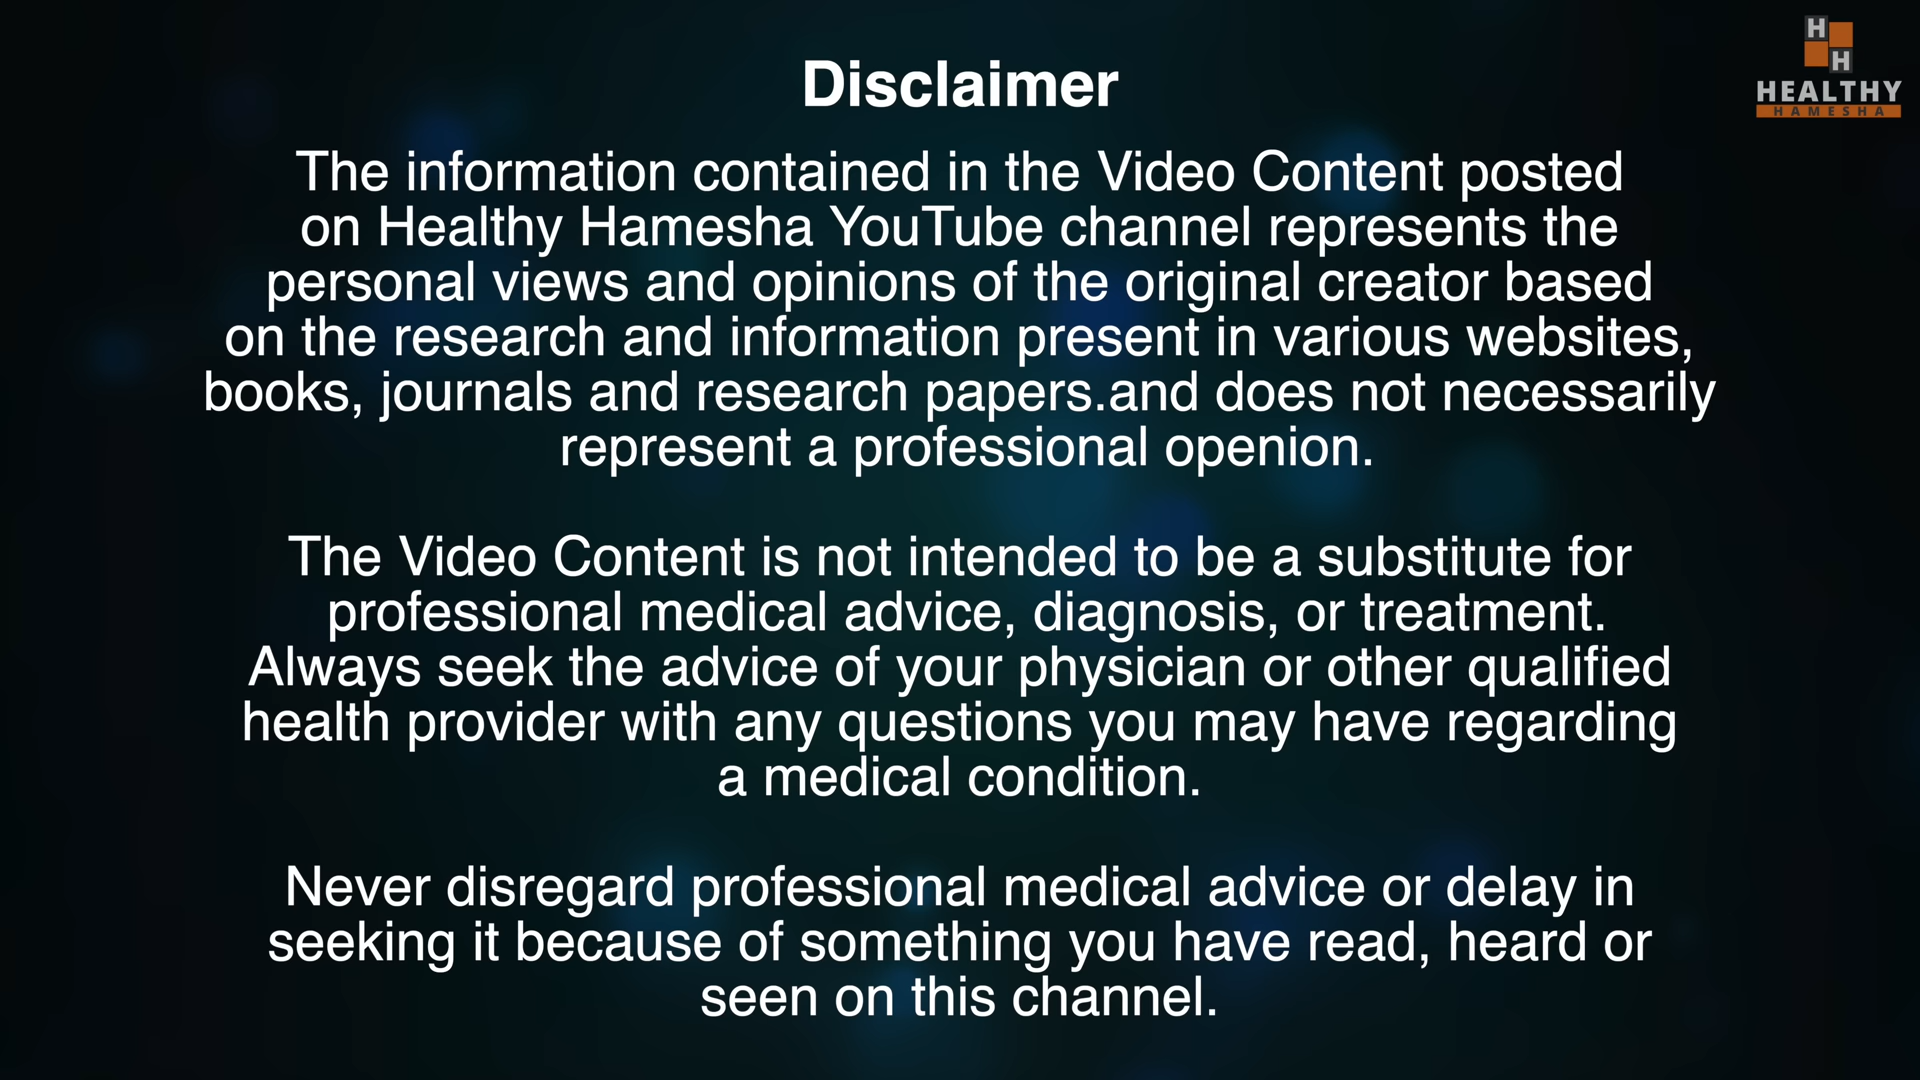 H
H
HEALTHY
HAMESHA
Disclaimer
The information contained in the Video Content posted
on Healthy Hamesha YouTube channel represents the
personal views and opinions of the original creator based
on the research and information present in various websites,
books, journals and research papers.and does not necessarily
represent a professional openion.
The Video Content is not intended to be a substitute for
professional medical advice, diagnosis, or treatment.
Always seek the advice of your physician or other qualified
health provider with any questions you may have regarding
a medical condition.
Never disregard professional medical advice or delay in
seeking it because of something you have read, heard or
seen on this channel.